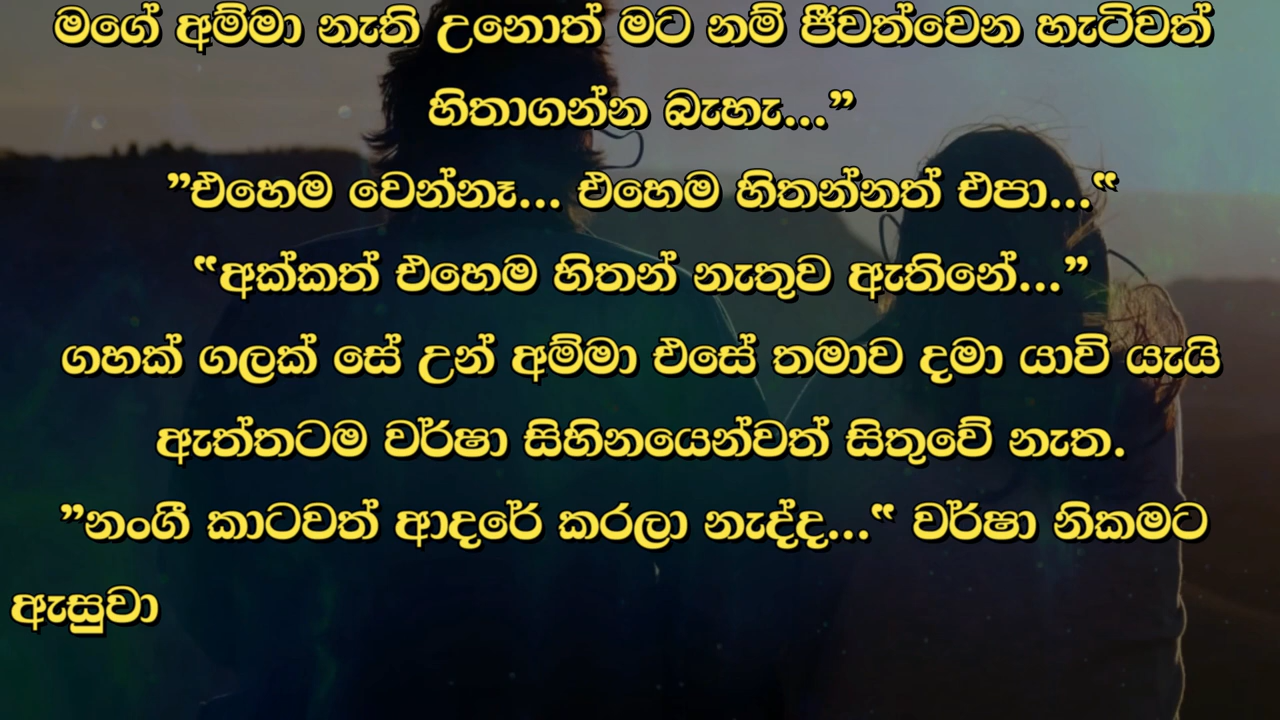 මගේ අම්මා නැති උනොත් මට නම් ජීවත්වෙන හැටිවත්
හිතාගන්න බැහැ...”
”එහෙම වෙන්නෑ... එහෙම හිතන්නත් එපා...“
“අක්කත් එහෙම හිතන් නැතුව ඇතිනේ...”
ගහක් ගලක් සේ උන් අම්මා එසේ තමාව දමා යාවි යැයි
ඇත්තටම වර්ෂා සිහිනයෙන්වත් සිතුවේ නැත.
”නංගී කාටවත් ආදරේ කරලා නැද්ද...“ වර්ෂා නිකමට
ඇසුවා